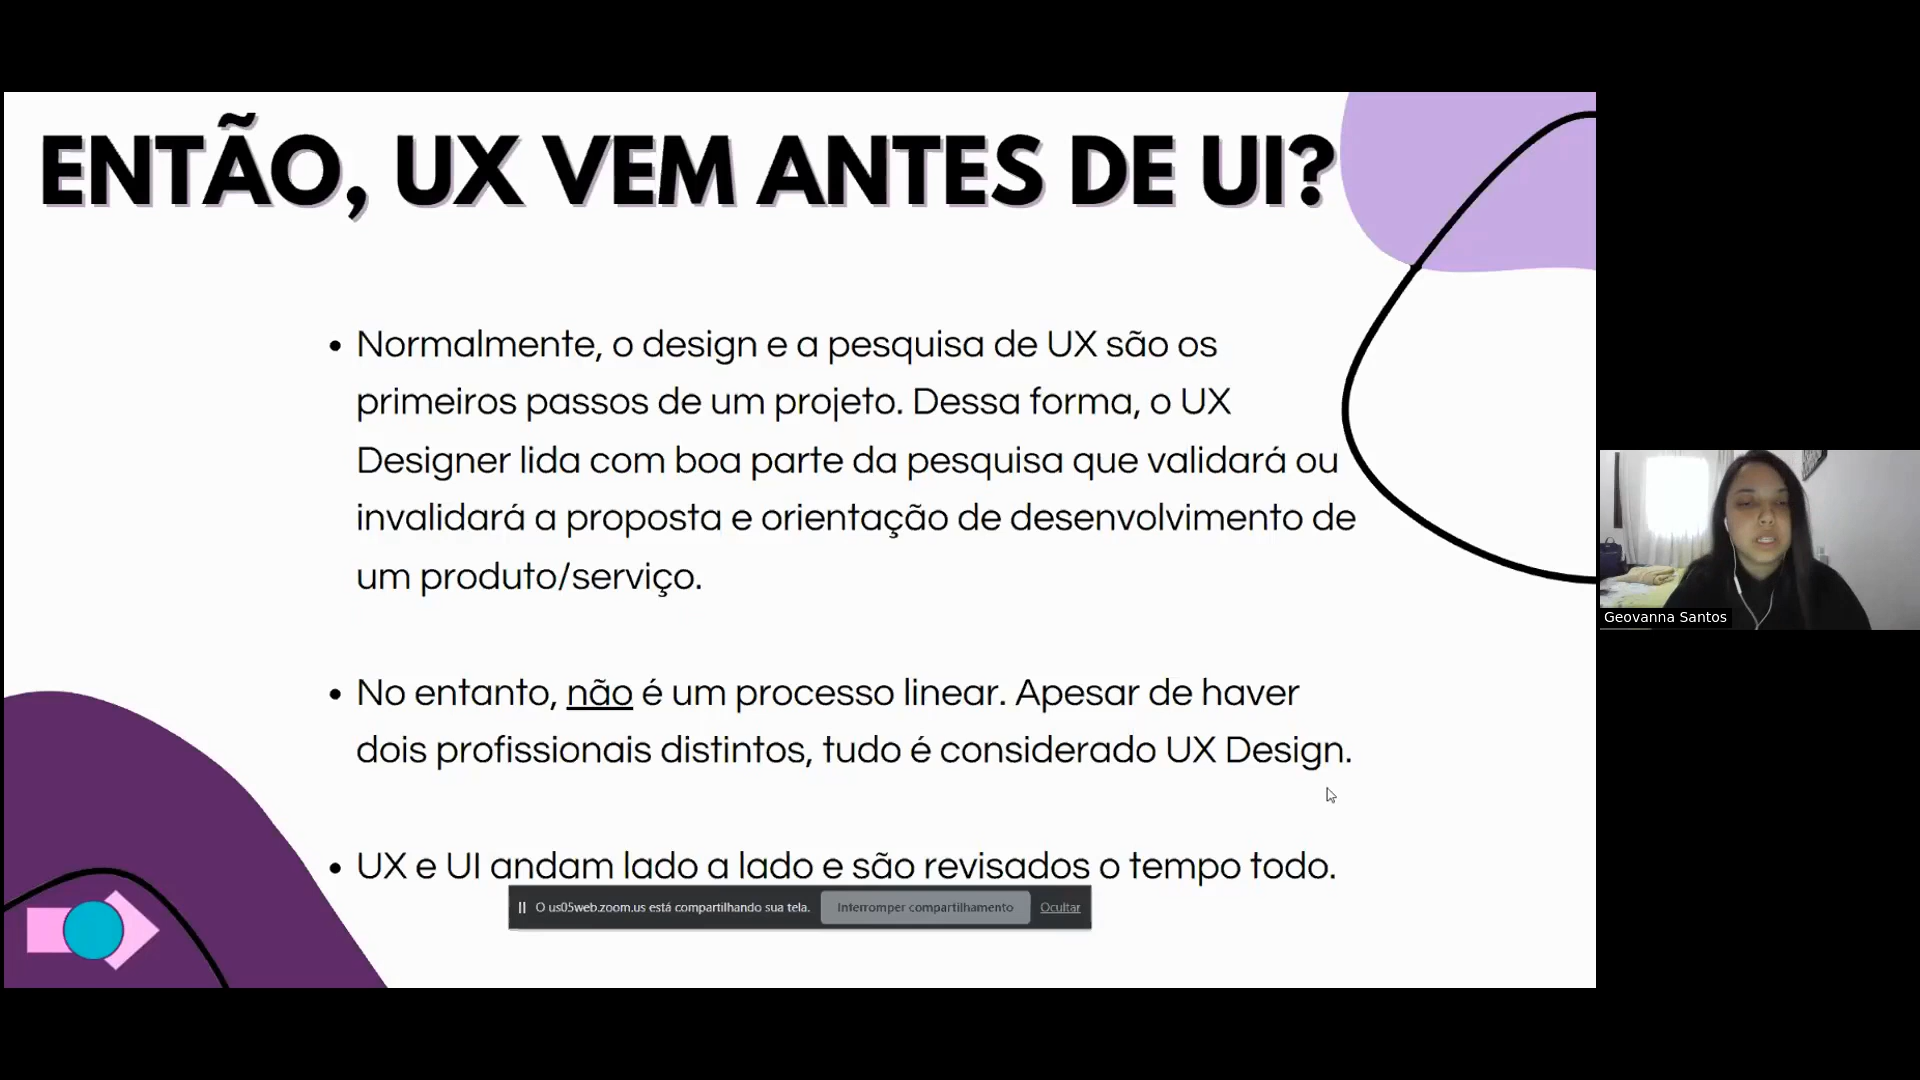 ENTÃO, UX VEM ANTES DE UI?
• Normalmente, o design e a pesquisa de UX são os
primeiros passos de um projeto. Dessa forma, o UX
Designer lida com boa parte da pesquisa que validará ou
invalidará a proposta e orientação de desenvolvimento de
um produto/serviço.
• No entanto, não é um processo linear. Apesar de haver
dois profissionais distintos, tudo é considerado UX Design.
• UX e UI andam lado a lado e são revisados o tempo todo.
O us05web.zoom.us está compartilhando sua tela. Interromper compartilhamento Ocultar
Geovanna Santos